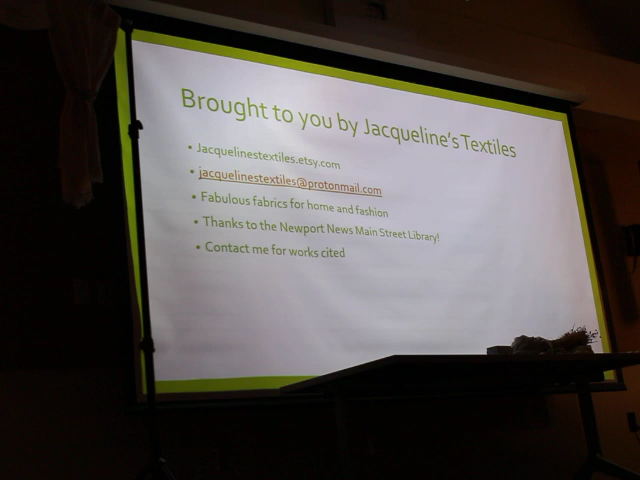 Brought to you by Jacqueline's Textiles
• Jacquelinestextiles.etsy.com
• jacquelinestextiles@protonmail.com
• Fabulous fabrics for home and fashion
• Thanks to the Newport News Main Street Library!
• Contact me for works cited